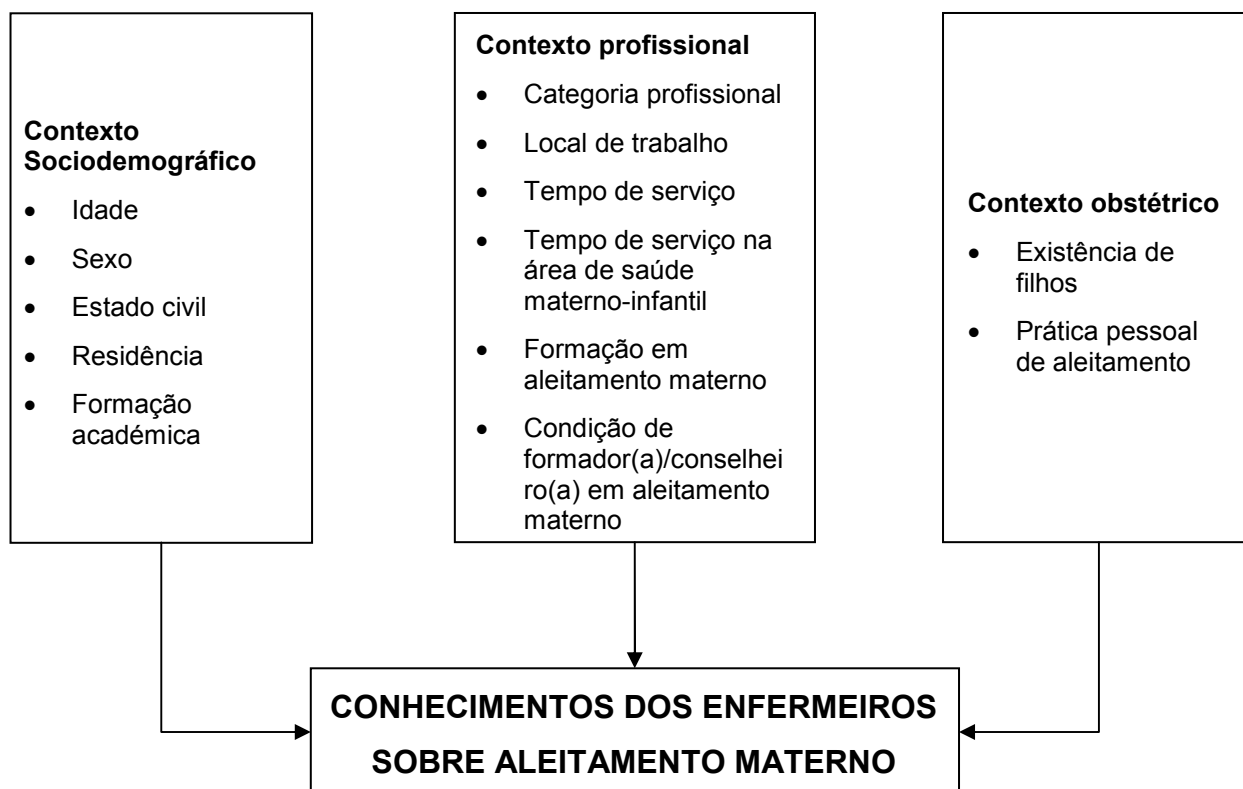 Contexto
Sociodemográfico
• Idade
• Sexo
• Estado civil
• Residência
• Formação
académica
Contexto profissional
• Categoria profissional
• Local de trabalho
• Tempo de serviço
• Tempo de serviço na
área de saúde
materno-infantil
• Formação em
aleitamento materno
• Condição de
formador(a)/conselhei
ro(a) em aleitamento
materno
Contexto obstétrico
• Existência de
filhos
• Prática pessoal
de aleitamento
CONHECIMENTOS DOS ENFERMEIROS
SOBRE ALEITAMENTO MATERNO